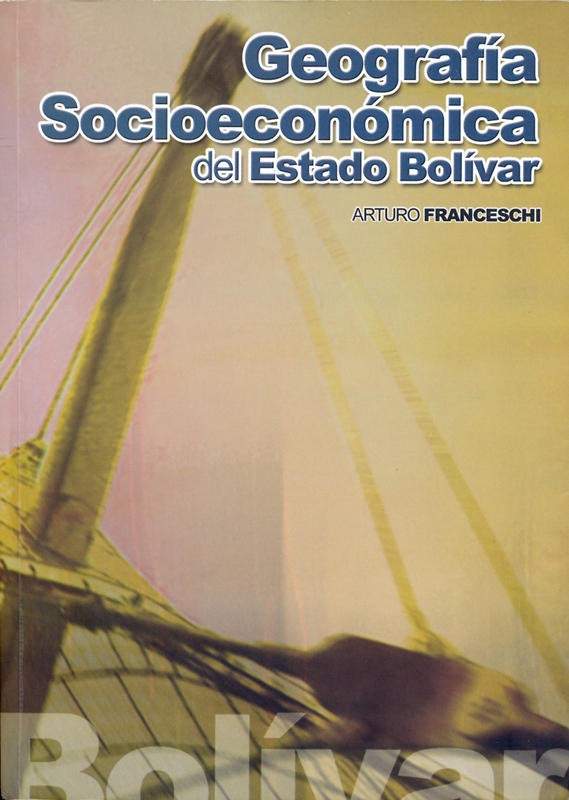 Geografía
Socioeconómica
del Estado Bolívar
ARTURO FRANCESCHI
Bolívar